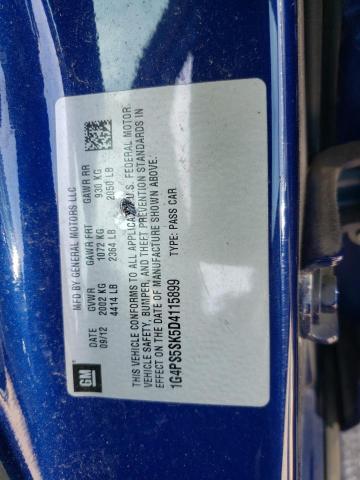 GM
MFD BY GENERAL MOTORS LLC
DATE GVWR GAWR FRT GAWR RR
09/12 2002 KG 1072 KG 930 KG
4414 LB 2364 LB 2050 LB
THIS VEHICLE CONFORMS TO ALL APPLICABLE U.S. FEDERAL MOTOR
VEHICLE SAFETY, BUMPER, AND THEFT PREVENTION STANDARDS IN
EFFECT ON THE DATE OF MANUFACTURE SHOWN ABOVE.
1G4PS5SK5D4115899 TYPE: PASS CAR